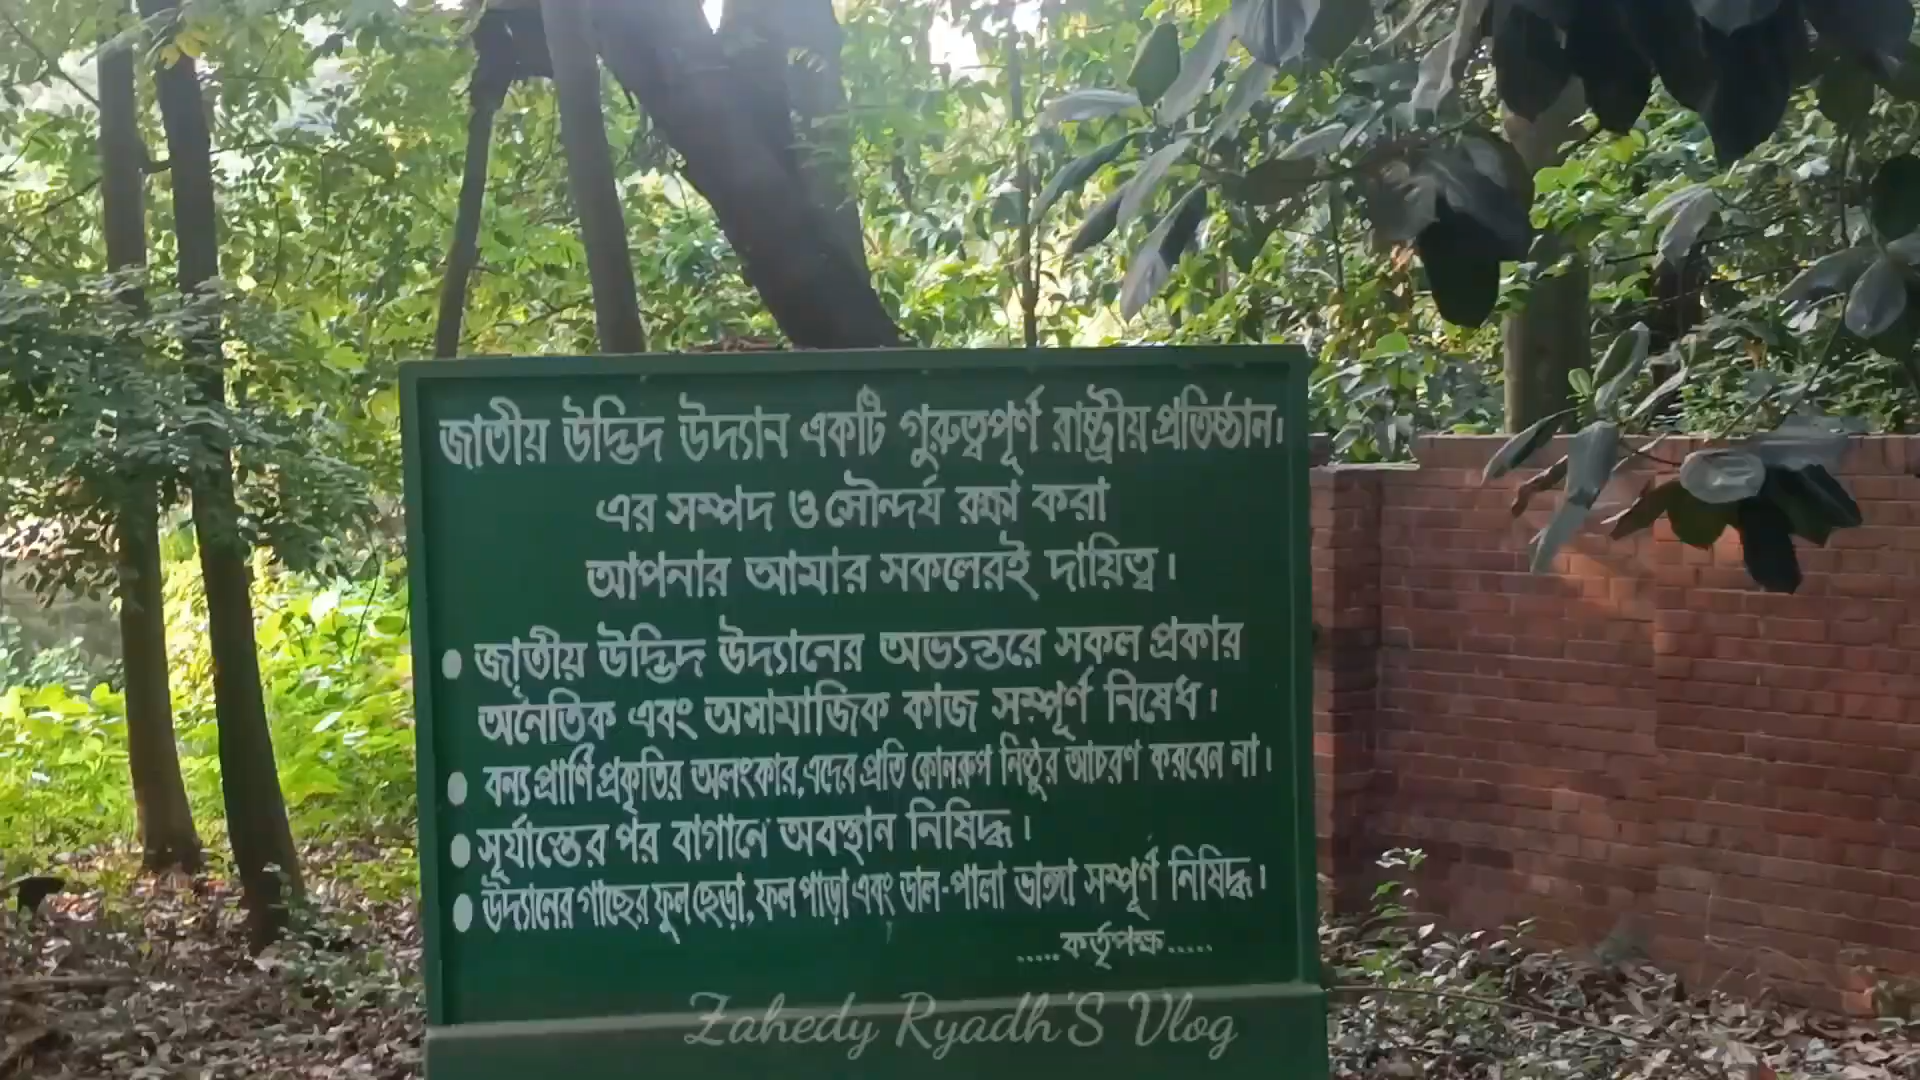 জাতীয় উদ্ভিদ উদ্যান একটি গুরুত্বপূর্ণ রাষ্ট্রীয় প্রতিষ্ঠান।
এর সম্পদ ও সৌন্দর্য রক্ষা করা
আপনার আমার সকলেরই দায়িত্ব।
● জাতীয় উদ্ভিদ উদ্যানের অভ্যন্তরে সকল প্রকার
অনৈতিক এবং অসামাজিক কাজ সম্পূর্ণ নিষেধ।
● বন্য প্রাণি প্রকৃতির অলংকার, এদের প্রতি কোনরুপ নিষ্ঠুর আচরণ করবেন না।
● সূর্যাস্তের পর বাগানে অবস্থান নিষিদ্ধ।
● উদ্যানের গাছের ফুল ছেড়া, ফল পাড়া এবং ডাল-পালা ভাঙ্গা সম্পূর্ণ নিষিদ্ধ।
.....কর্তৃপক্ষ.....
Zahedy Ryadh'S Vlog